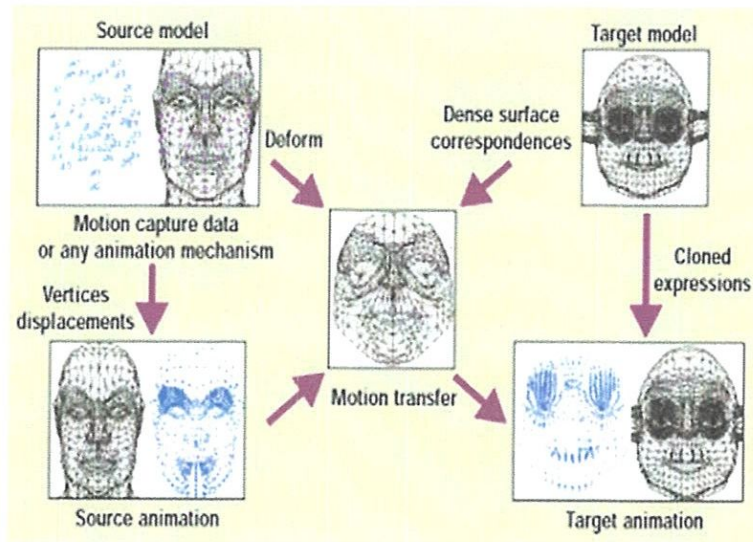 Source model
Target model
Deform
Dense surface
correspondences
Motion capture data
or any animation mechanism
Vertices
displacements
Cloned
expressions
Motion transfer
Source animation
Target animation